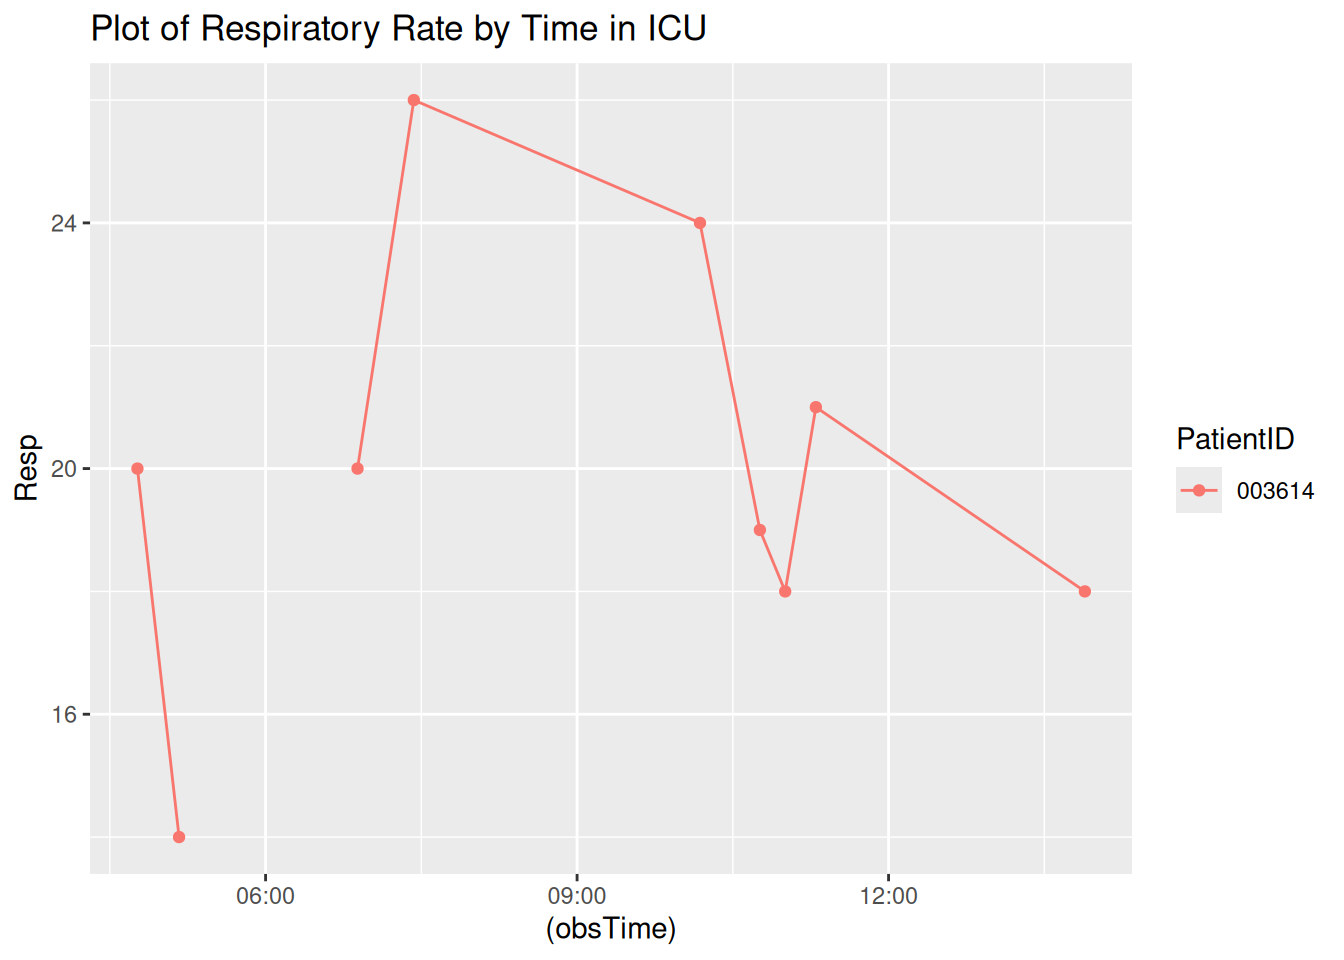 Plot of Respiratory Rate by Time in ICU
Resp
24
20
16
06:00 09:00 12:00
(obsTime)
PatientID
003614